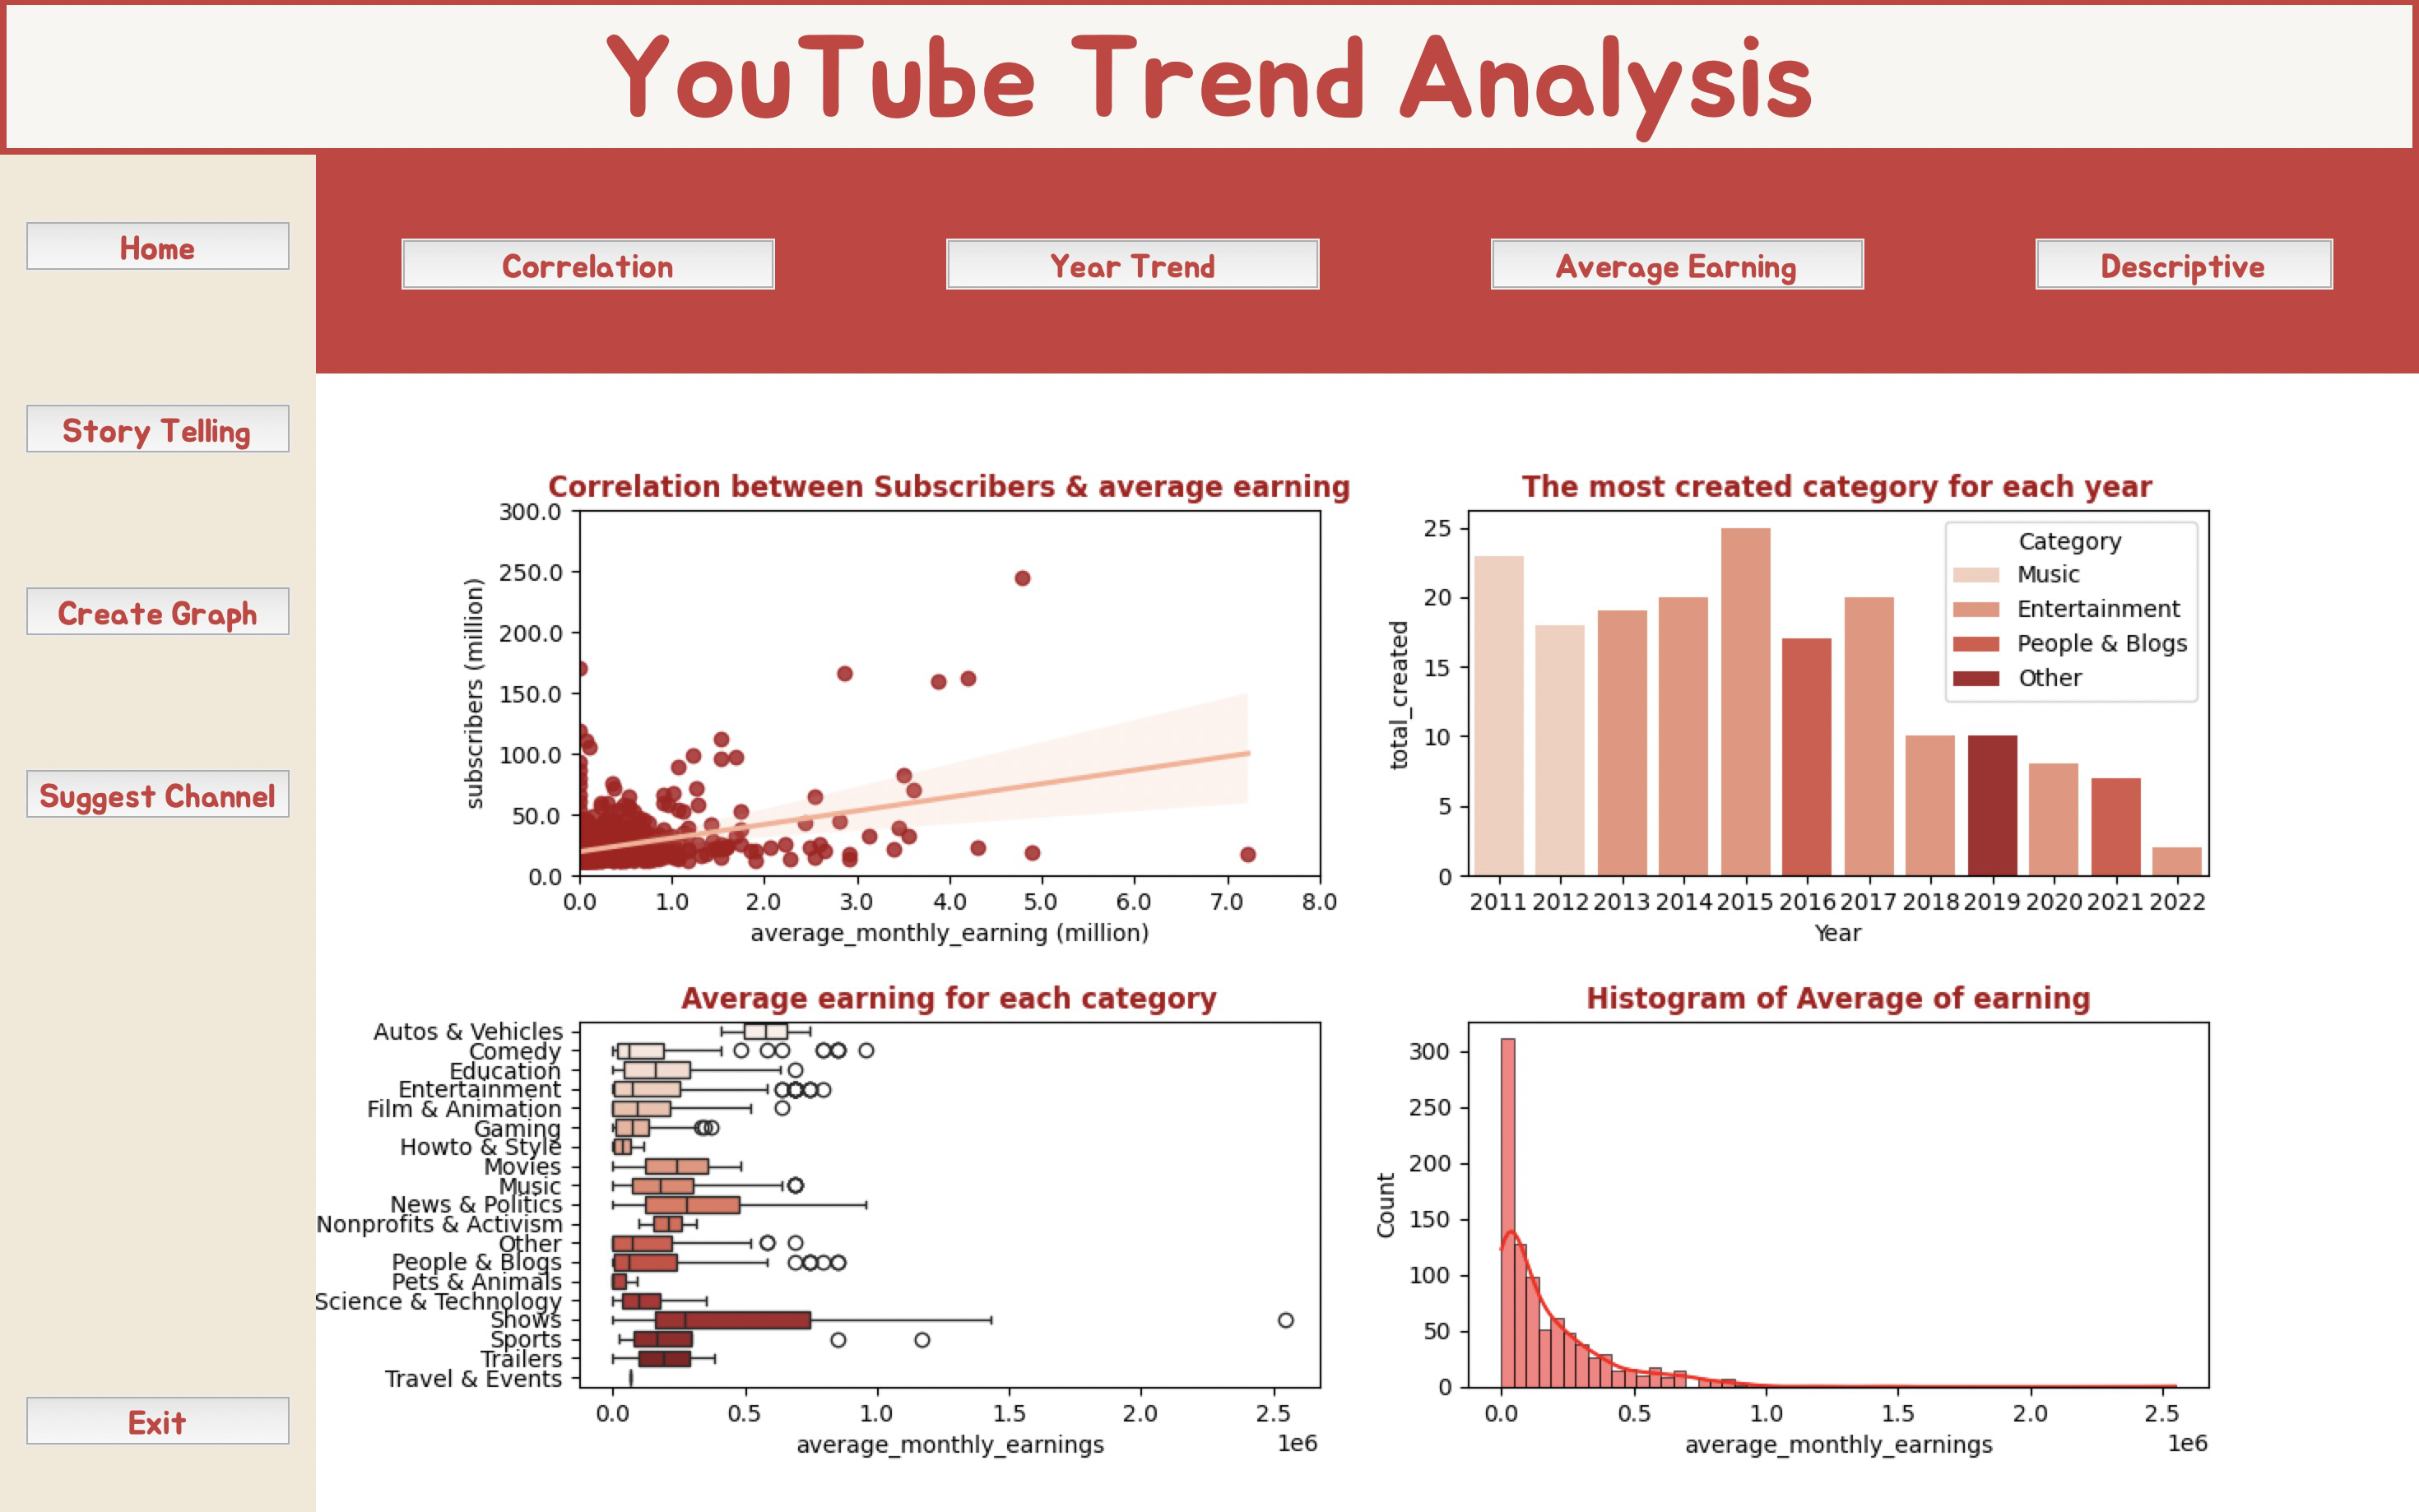 YouTube Trend Analysis
Home
Story Telling
Create Graph
Suggest Channel
Exit
Correlation
Year Trend
Average Earning
Descriptive
Correlation between Subscribers & average earning
300.0
250.0
200.0
150.0
100.0
50.0
0.0
subscribers (million)
0.0 1.0 2.0 3.0 4.0 5.0 6.0 7.0 8.0
average_monthly_earning (million)
The most created category for each year
25
20
15
10
5
0
total_created
Category
Music
Entertainment
People & Blogs
Other
2011 2012 2013 2014 2015 2016 2017 2018 2019 2020 2021 2022
Year
Average earning for each category
Autos & Vehicles
Comedy
Education
Entertainment
Film & Animation
Gaming
Howto & Style
Movies
Music
News & Politics
Nonprofits & Activism
Other
People & Blogs
Pets & Animals
Science & Technology
Shows
Sports
Trailers
Travel & Events
0.0 0.5 1.0 1.5 2.0 2.5
average_monthly_earnings
1e6
Histogram of Average of earning
300
250
200
150
100
50
0
Count
0.0 0.5 1.0 1.5 2.0 2.5
average_monthly_earnings
1e6